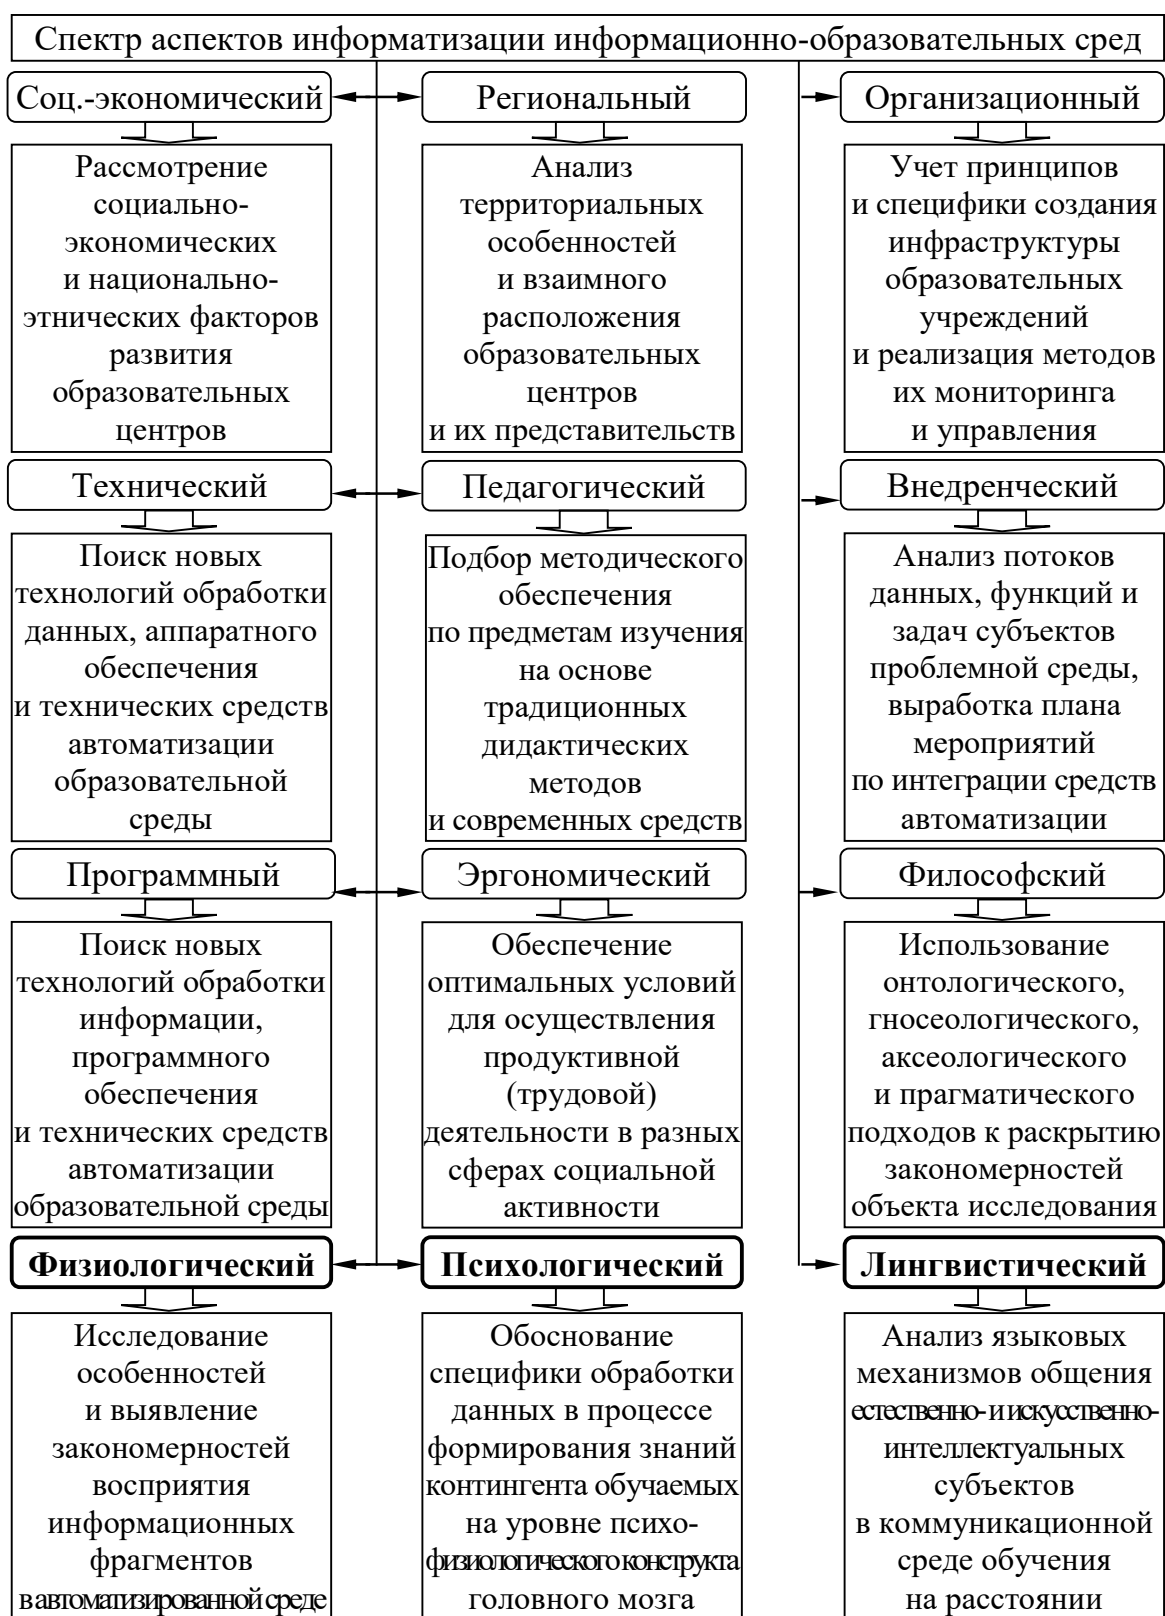 Спектр аспектов информатизации информационно-образовательных сред
Соц.-экономический
Рассмотрение
социально-
экономических
и национально-
этнических факторов
развития
образовательных
центров
Региональный
Анализ
территориальных
особенностей
и взаимного
расположения
образовательных
центров
и их представительств
Организационный
Учет принципов
и специфики создания
инфраструктуры
образовательных
учреждений
и реализация методов
их мониторинга
и управления
Технический
Поиск новых
технологий обработки
данных, аппаратного
обеспечения
и технических средств
автоматизации
образовательной
среды
Педагогический
Подбор методического
обеспечения
по предметам изучения
на основе
традиционных
дидактических
методов
и современных средств
Внедренческий
Анализ потоков
данных, функций и
задач субъектов
проблемной среды,
выработка плана
мероприятий
по интеграции средств
автоматизации
Программный
Поиск новых
технологий обработки
информации,
программного
обеспечения
и технических средств
автоматизации
образовательной среды
Эргономический
Обеспечение
оптимальных условий
для осуществления
продуктивной
(трудовой)
деятельности в разных
сферах социальной
активности
Философский
Использование
онтологического,
гносеологического,
аксеологического
и прагматического
подходов к раскрытию
закономерностей
объекта исследования
Физиологический
Исследование
особенностей
и выявление
закономерностей
восприятия
информационных
фрагментов
в автоматизированной среде
Психологический
Обоснование
специфики обработки
данных в процессе
формирования знаний
контингента обучаемых
на уровне психо-
физиологического конструкта
головного мозга
Лингвистический
Анализ языковых
механизмов общения
естественно- и искусственно-
интеллектуальных
субъектов
в коммуникационной
среде обучения
на расстоянии